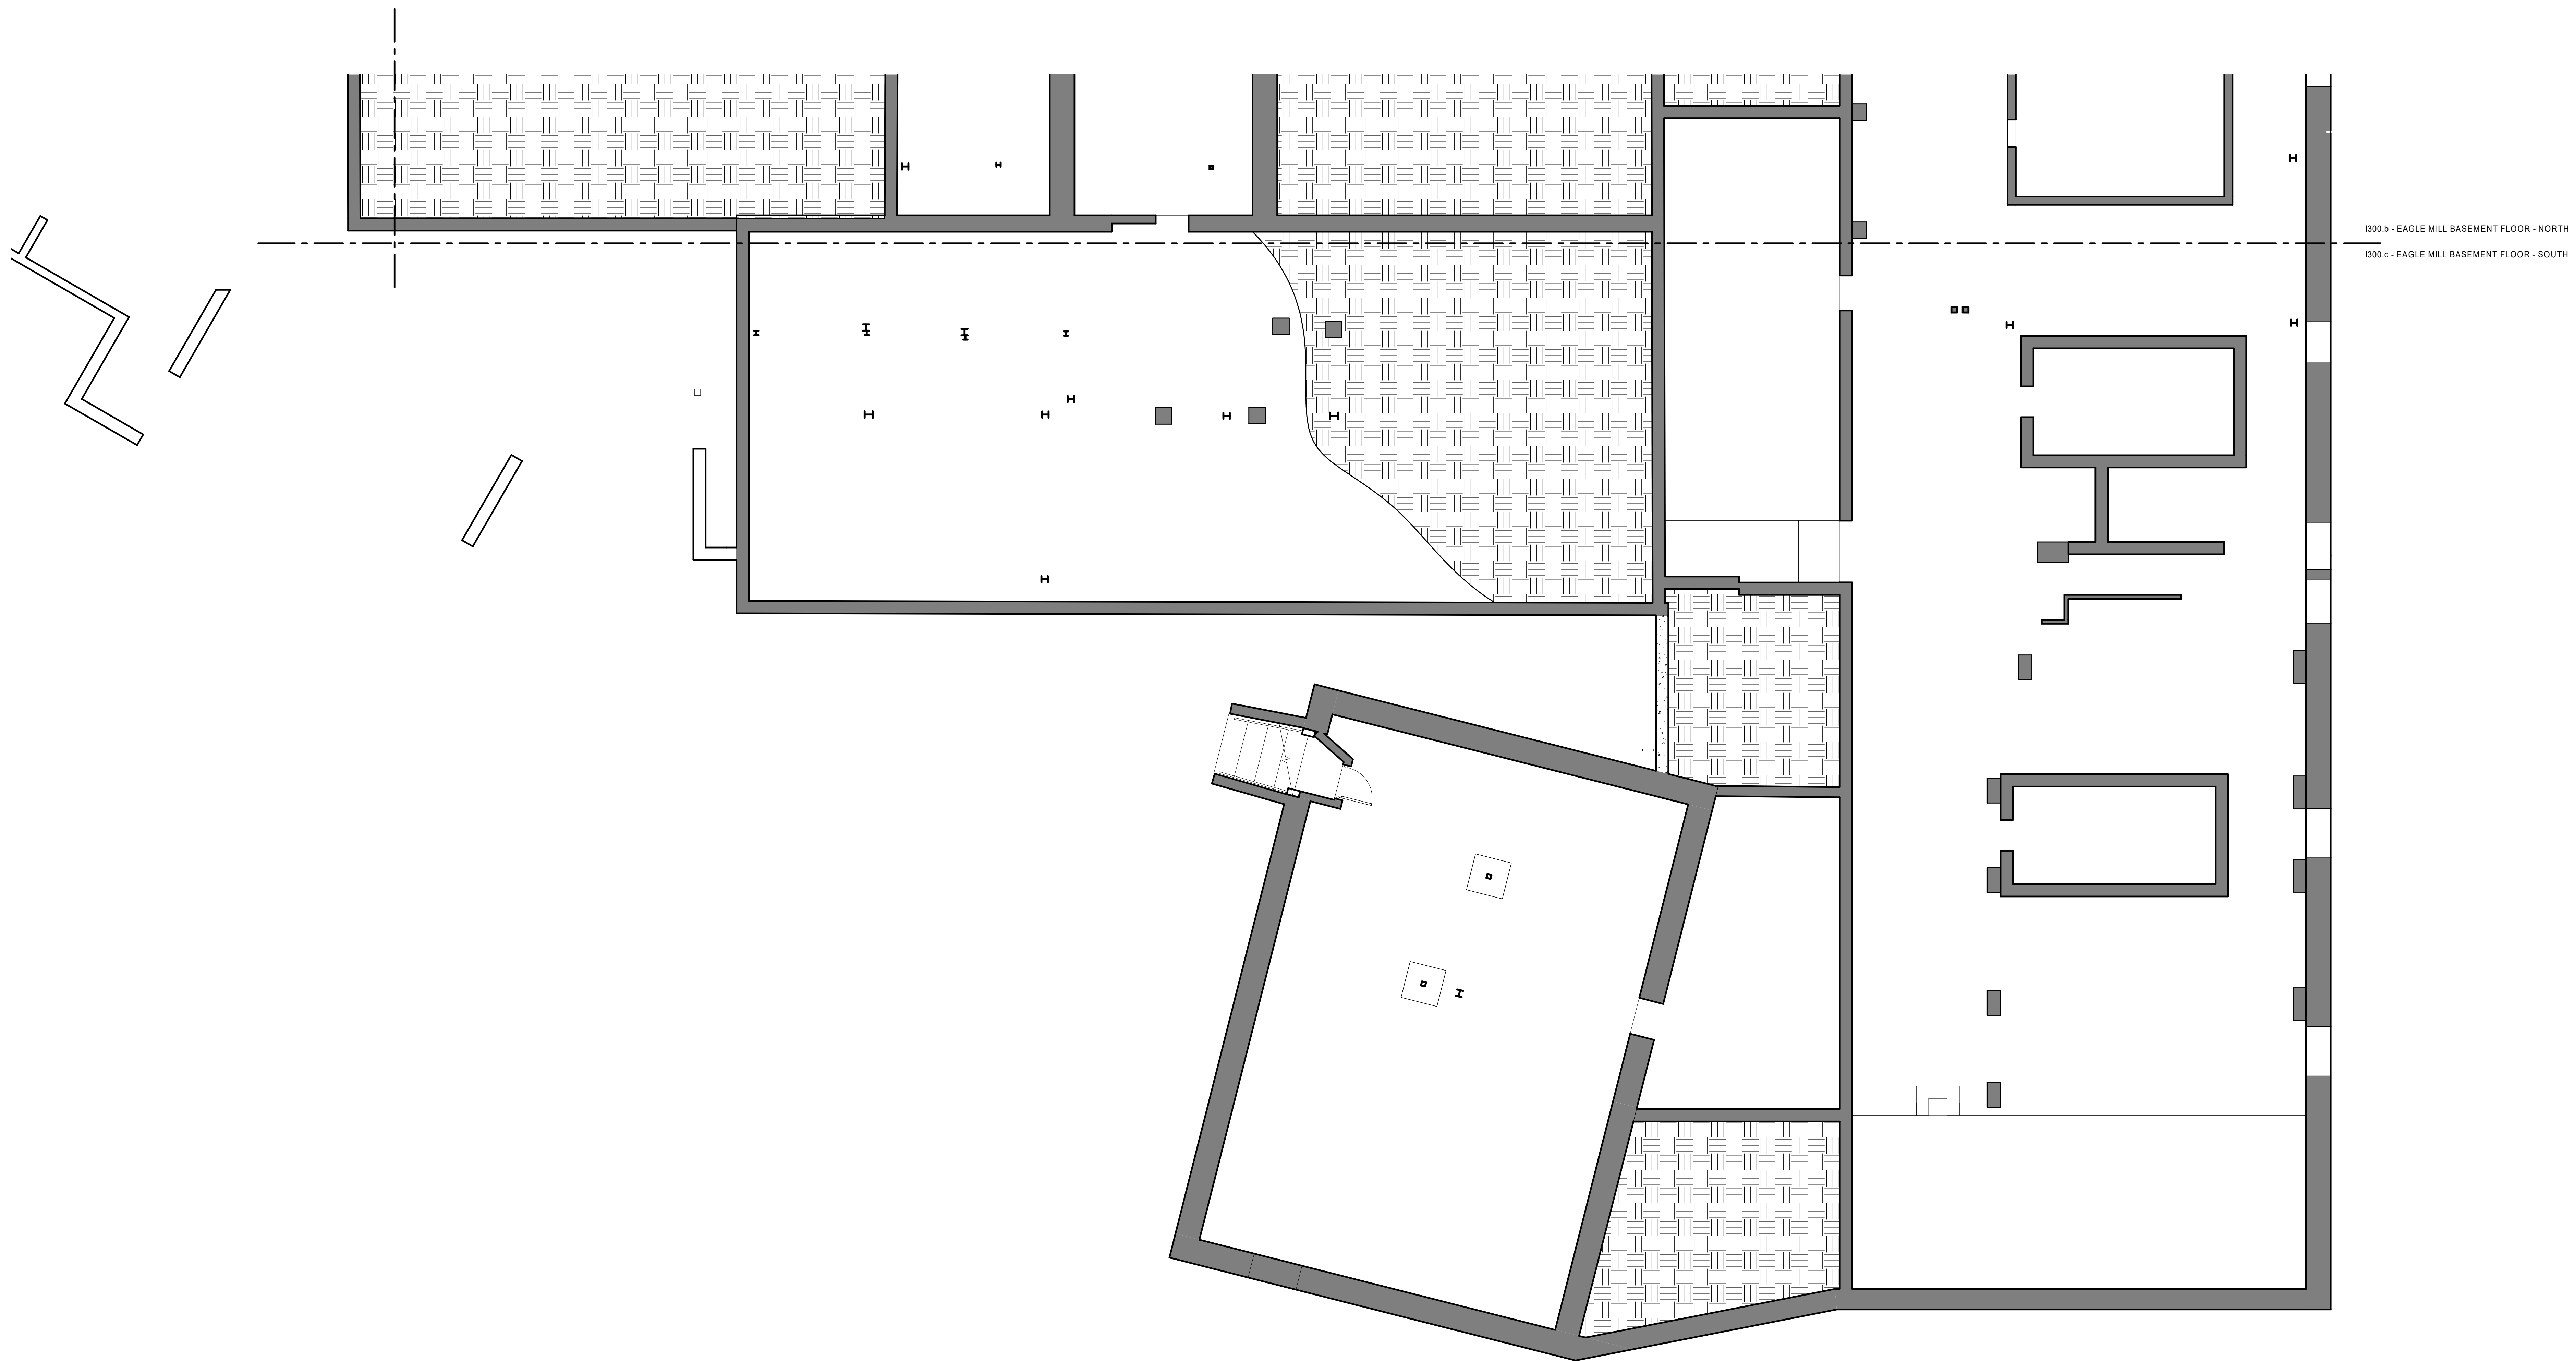 I300.b - EAGLE MILL BASEMENT FLOOR - NORTH
I300.c - EAGLE MILL BASEMENT FLOOR - SOUTH